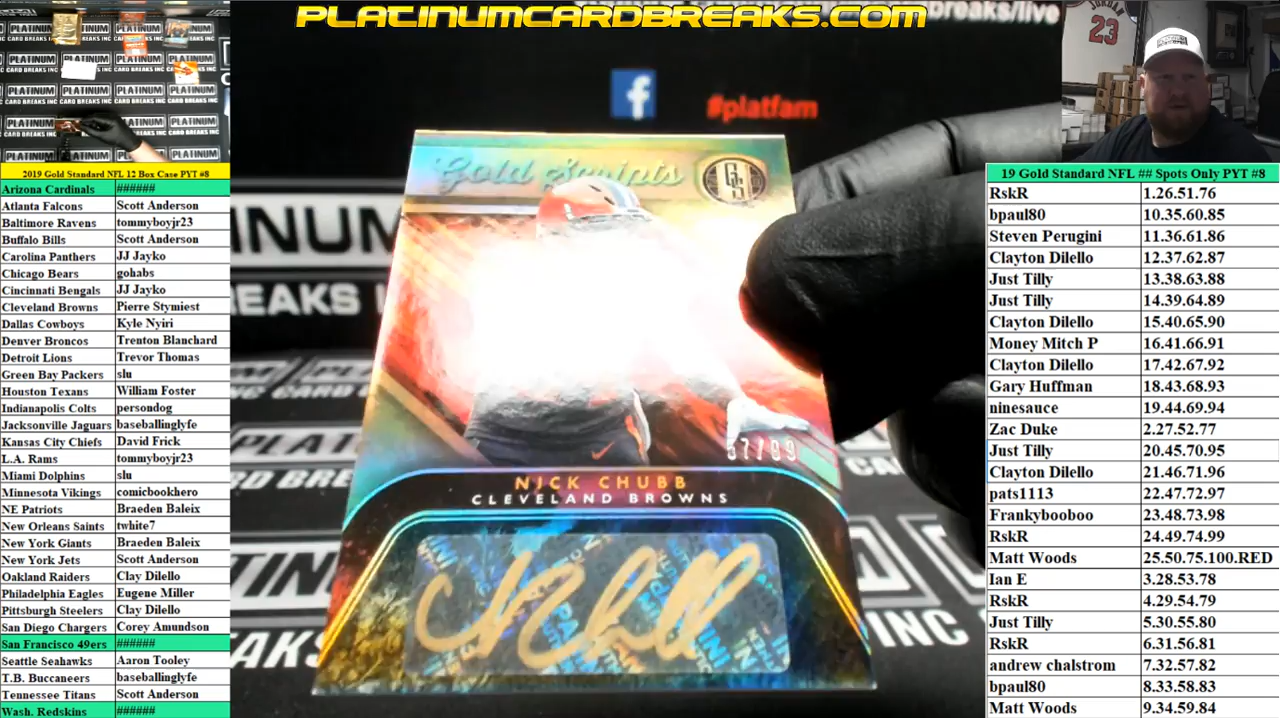 PLATINUMCARDBREAKS.COM
breaks/live
#platfam
JORDAN
23
2019 Gold Standard NFL 12 Box Case PYT #8
Arizona Cardinals ######
Atlanta Falcons Scott Anderson
Baltimore Ravens tommyboyjr23
Buffalo Bills Scott Anderson
Carolina Panthers JJ Jayko
Chicago Bears gohabs
Cincinnati Bengals JJ Jayko
Cleveland Browns Pierre Stymiest
Dallas Cowboys Kyle Nyiri
Denver Broncos Trenton Blanchard
Detroit Lions Trevor Thomas
Green Bay Packers slu
Houston Texans William Foster
Indianapolis Colts persondog
Jacksonville Jaguars baseballinglyfe
Kansas City Chiefs David Frick
L.A. Rams tommyboyjr23
Miami Dolphins slu
Minnesota Vikings comicbookhero
NE Patriots Braeden Baleix
New Orleans Saints twhite7
New York Giants Braeden Baleix
New York Jets Scott Anderson
Oakland Raiders Clay Dilello
Philadelphia Eagles Eugene Miller
Pittsburgh Steelers Clay Dilello
San Diego Chargers Corey Amundson
San Francisco 49ers ######
Seattle Seahawks Aaron Tooley
T.B. Buccaneers baseballinglyfe
Tennessee Titans Scott Anderson
Wash. Redskins ######
Gold Scripts
GS
57/99
NICK CHUBB
CLEVELAND BROWNS
19 Gold Standard NFL ## Spots Only PYT #8
RskR 1.26.51.76
bpaul80 10.35.60.85
Steven Perugini 11.36.61.86
Clayton Dilello 12.37.62.87
Just Tilly 13.38.63.88
Just Tilly 14.39.64.89
Clayton Dilello 15.40.65.90
Money Mitch P 16.41.66.91
Clayton Dilello 17.42.67.92
Gary Huffman 18.43.68.93
ninesauce 19.44.69.94
Zac Duke 2.27.52.77
Just Tilly 20.45.70.95
Clayton Dilello 21.46.71.96
pats1113 22.47.72.97
Frankybooboo 23.48.73.98
RskR 24.49.74.99
Matt Woods 25.50.75.100.RED
Ian E 3.28.53.78
RskR 4.29.54.79
Just Tilly 5.30.55.80
RskR 6.31.56.81
andrew chalstrom 7.32.57.82
bpaul80 8.33.58.83
Matt Woods 9.34.59.84